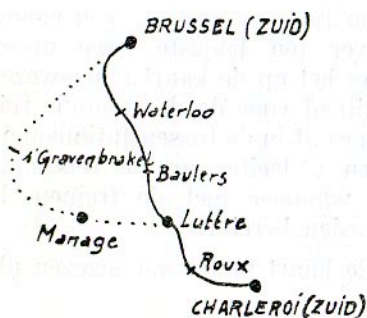 BRUSSEL (ZUID)
Waterloo
's Gravenbrakel
Baulers
Luttre
Manage
Roux
CHARLEROI (ZUID)